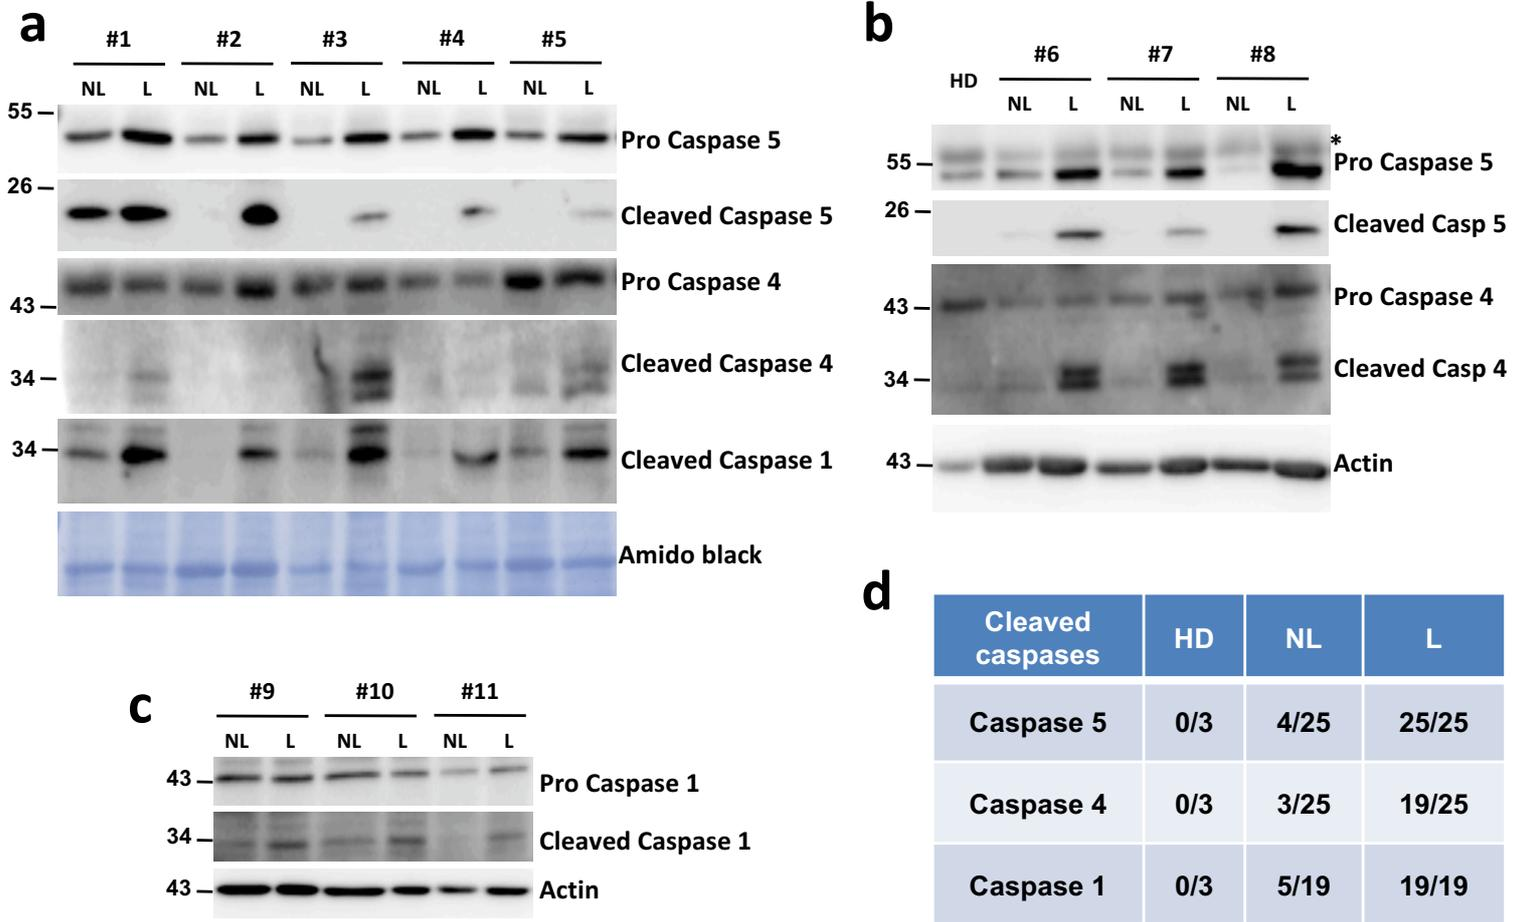 a
#1 #2 #3 #4 #5
NL L NL L NL L NL L NL L
55
Pro Caspase 5
26
Cleaved Caspase 5
Pro Caspase 4
43
Cleaved Caspase 4
34
34
Cleaved Caspase 1
Amido black
b
#6 #7 #8
HD
NL L NL L NL L
*
55 Pro Caspase 5
26
Cleaved Casp 5
43 Pro Caspase 4
34 Cleaved Casp 4
43 Actin
c
#9 #10 #11
NL L NL L NL L
43 Pro Caspase 1
34 Cleaved Caspase 1
43 Actin
d
Cleaved
caspases HD NL L
Caspase 5 0/3 4/25 25/25
Caspase 4 0/3 3/25 19/25
Caspase 1 0/3 5/19 19/19